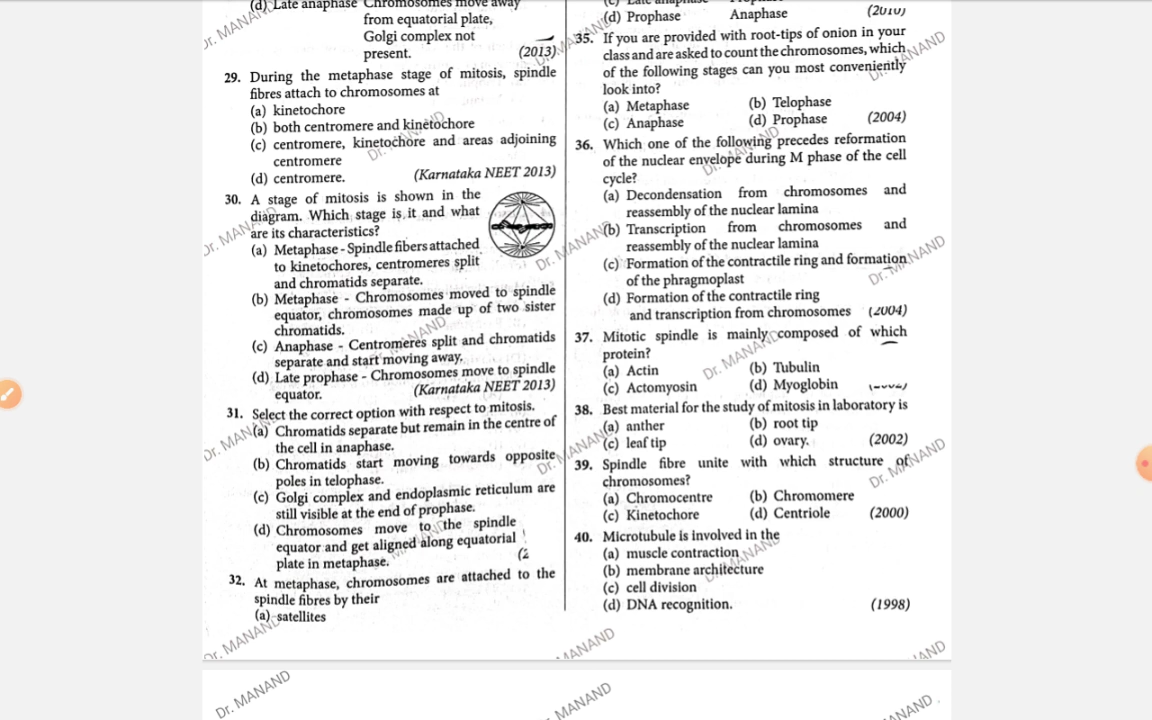 (d) Late anaphase Chromosomes move away
from equatorial plate,
Golgi complex not
present. (2013)
29. During the metaphase stage of mitosis, spindle
fibres attach to chromosomes at
(a) kinetochore
(b) both centromere and kinetochore
(c) centromere, kinetochore and areas adjoining
centromere
(d) centromere. (Karnataka NEET 2013)
30. A stage of mitosis is shown in the
diagram. Which stage is it and what
are its characteristics?
(a) Metaphase - Spindle fibers attached
to kinetochores, centromeres split
and chromatids separate.
(b) Metaphase - Chromosomes moved to spindle
equator, chromosomes made up of two sister
chromatids.
(c) Anaphase - Centromeres split and chromatids
separate and start moving away.
(d) Late prophase - Chromosomes move to spindle
equator. (Karnataka NEET 2013)
31. Select the correct option with respect to mitosis.
(a) Chromatids separate but remain in the centre of
the cell in anaphase.
(b) Chromatids start moving towards opposite
poles in telophase.
(c) Golgi complex and endoplasmic reticulum are
still visible at the end of prophase.
(d) Chromosomes move to the spindle
equator and get aligned along equatorial
plate in metaphase. (2
32. At metaphase, chromosomes are attached to the
spindle fibres by their
(a) satellites
(d) Prophase Anaphase (2010)
35. If you are provided with root-tips of onion in your
class and are asked to count the chromosomes, which
of the following stages can you most conveniently
look into?
(a) Metaphase (b) Telophase
(c) Anaphase (d) Prophase (2004)
36. Which one of the following precedes reformation
of the nuclear envelope during M phase of the cell
cycle?
(a) Decondensation from chromosomes and
reassembly of the nuclear lamina
(b) Transcription from chromosomes and
reassembly of the nuclear lamina
(c) Formation of the contractile ring and formation
of the phragmoplast
(d) Formation of the contractile ring
and transcription from chromosomes (2004)
37. Mitotic spindle is mainly composed of which
protein?
(a) Actin (b) Tubulin
(c) Actomyosin (d) Myoglobin
38. Best material for the study of mitosis in laboratory is
(a) anther (b) root tip
(c) leaf tip (d) ovary. (2002)
39. Spindle fibre unite with which structure of
chromosomes?
(a) Chromocentre (b) Chromomere
(c) Kinetochore (d) Centriole (2000)
40. Microtubule is involved in the
(a) muscle contraction
(b) membrane architecture
(c) cell division
(d) DNA recognition. (1998)
Dr. MANAND
Dr. MANAND